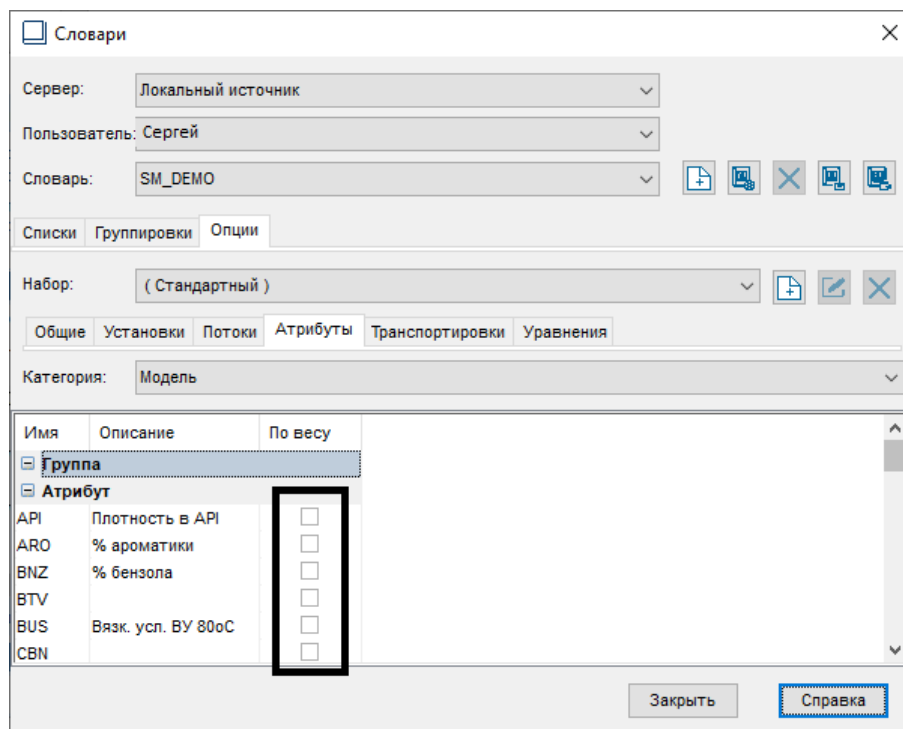 Словари
Сервер: Локальный источник
Пользователь: Сергей
Словарь: SM_DEMO
Списки Группировки Опции
Набор: ( Стандартный )
Общие Установки Потоки Атрибуты Транспортировки Уравнения
Категория: Модель
Имя Описание По весу
Группа
Атрибут
API Плотность в API
ARO % ароматики
BNZ % бензола
BTV
BUS Вязк. усл. ВУ 80оС
CBN
Закрыть Справка